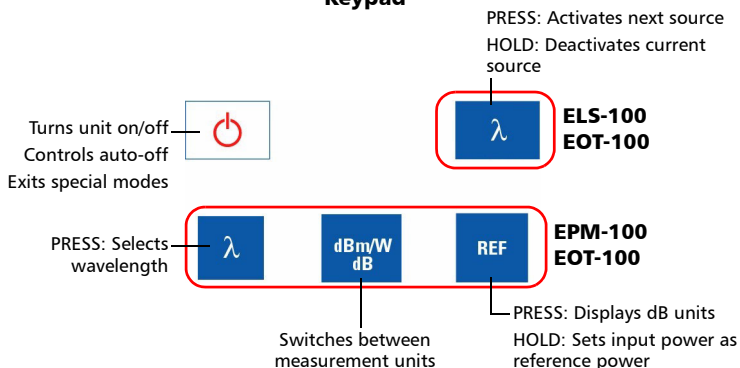 Keypad
PRESS: Activates next source
HOLD: Deactivates current
source
Turns unit on/off
Controls auto-off
Exits special modes
λ
ELS-100
EOT-100
PRESS: Selects
wavelength
λ
dBm/W
dB
REF
EPM-100
EOT-100
Switches between
measurement units
PRESS: Displays dB units
HOLD: Sets input power as
reference power